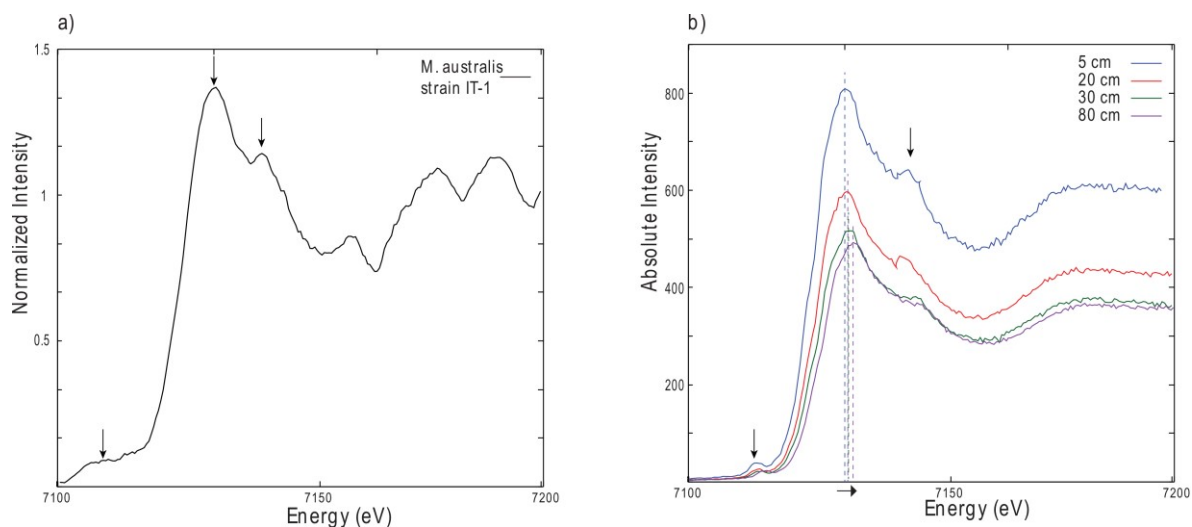 a)
M. australis
strain IT-1
1.5
1
0.5
Normalized Intensity
7100
7150
7200
Energy (eV)
b)
5 cm
20 cm
30 cm
80 cm
800
600
400
200
Absolute Intensity
7100
7150
7200
Energy (eV)